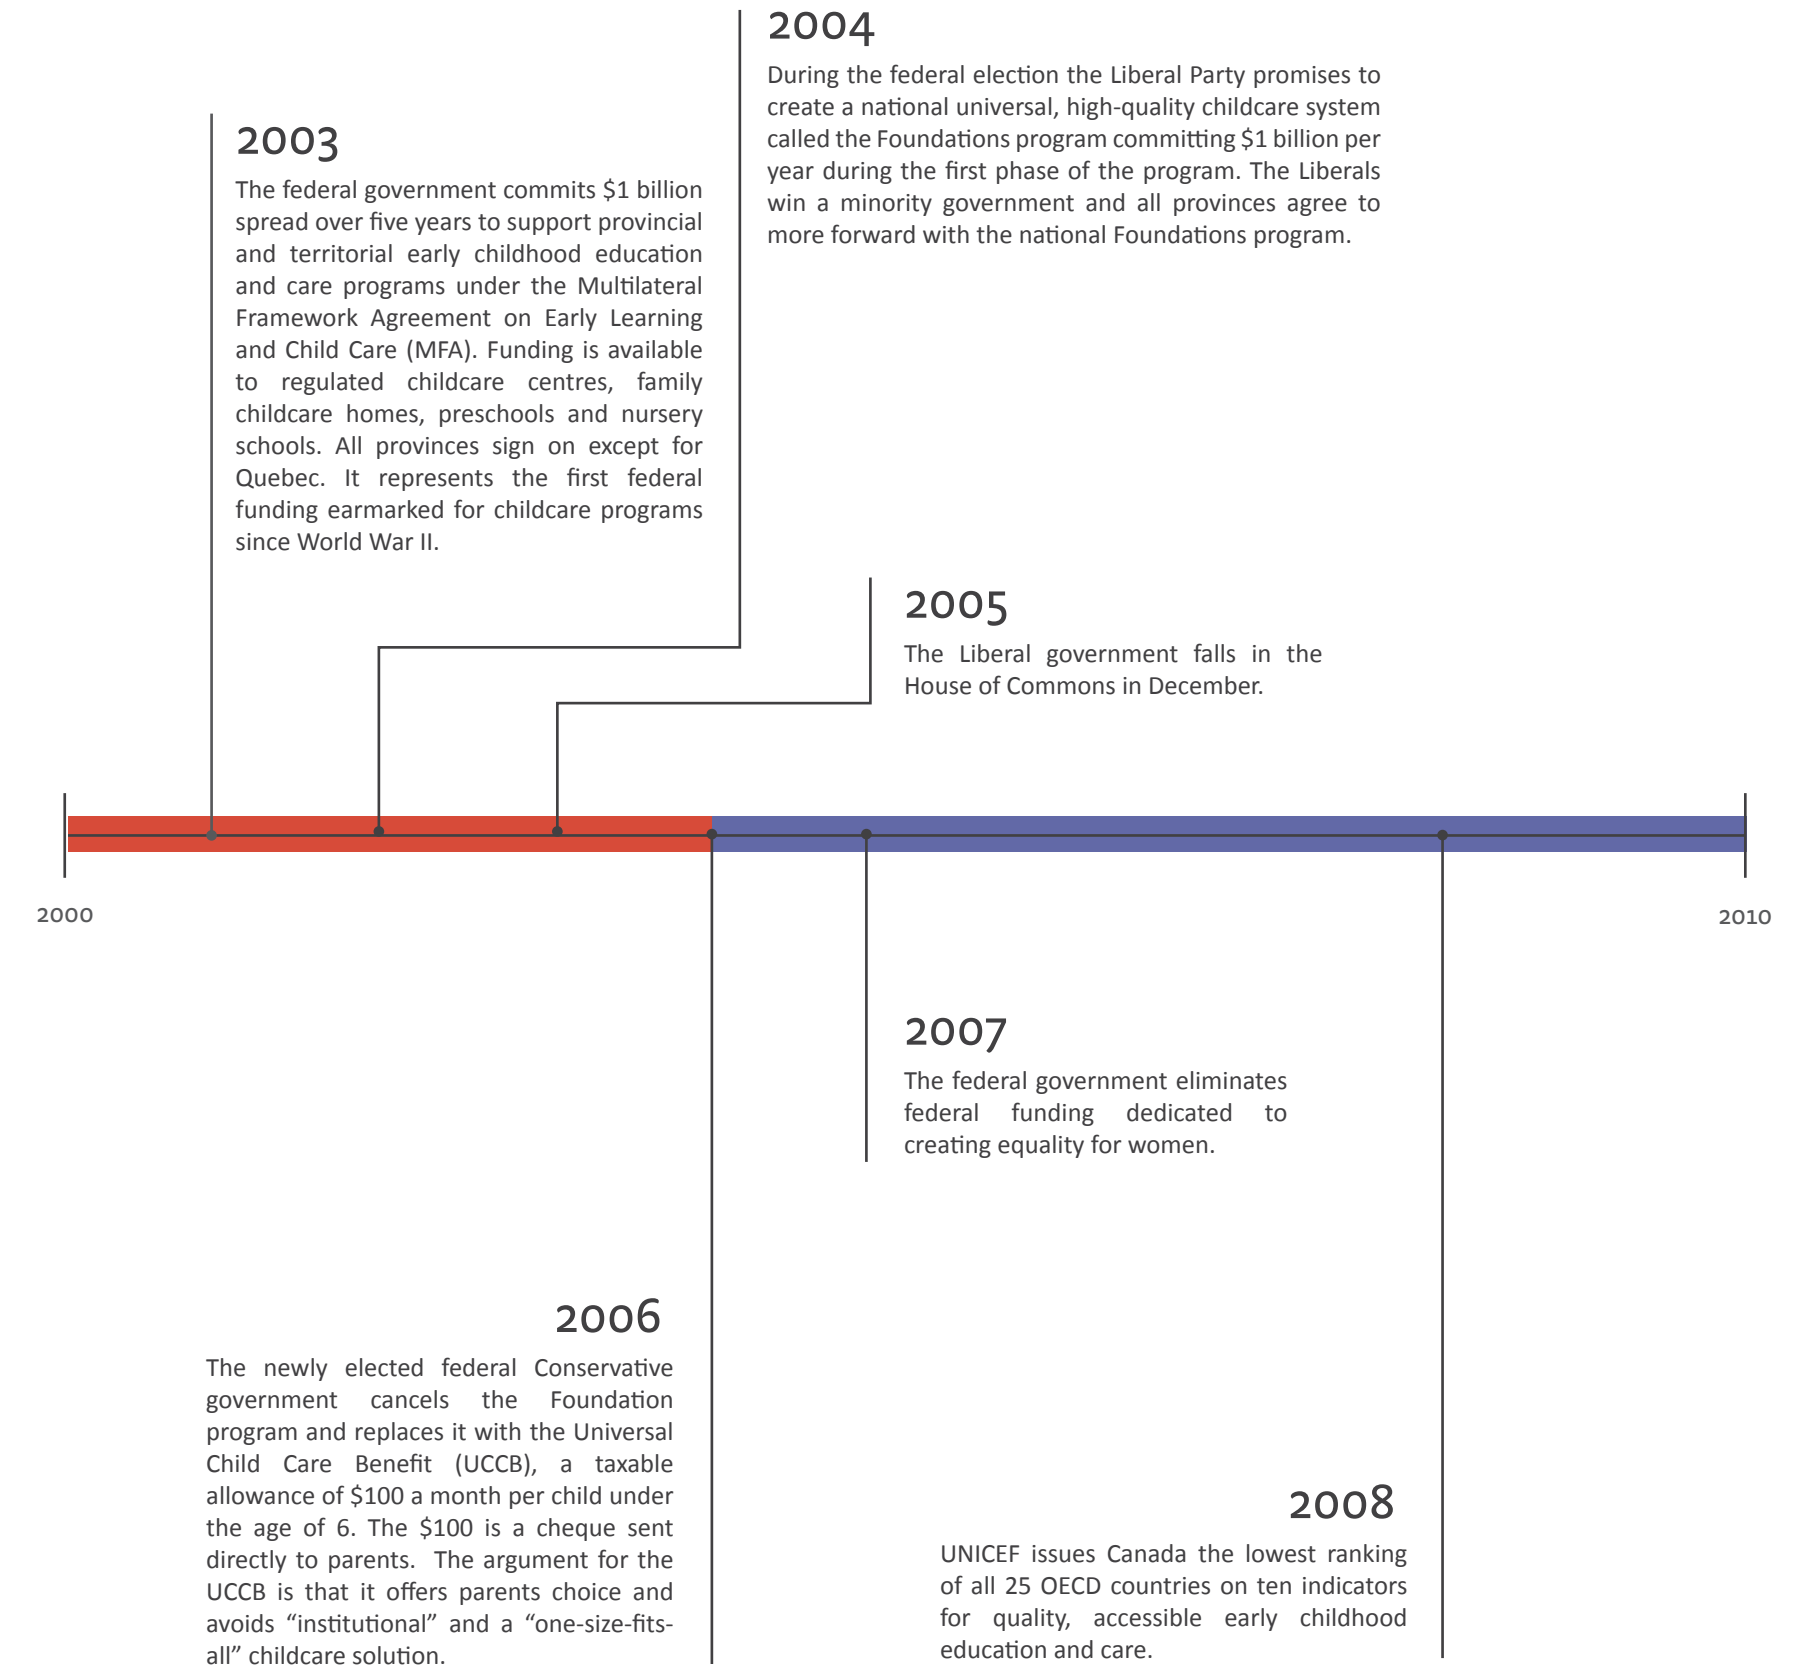 2004
During the federal election the Liberal Party promises to
create a national universal, high-quality childcare system
called the Foundations program committing $1 billion per
year during the first phase of the program. The Liberals
win a minority government and all provinces agree to
more forward with the national Foundations program.
2003
The federal government commits $1 billion
spread over five years to support provincial
and territorial early childhood education
and care programs under the Multilateral
Framework Agreement on Early Learning
and Child Care (MFA). Funding is available
to regulated childcare centres, family
childcare homes, preschools and nursery
schools. All provinces sign on except for
Quebec. It represents the first federal
funding earmarked for childcare programs
since World War II.
2005
The Liberal government falls in the
House of Commons in December.
2000
2010
2007
The federal government eliminates
federal funding dedicated to
creating equality for women.
2006
The newly elected federal Conservative
government cancels the Foundation
program and replaces it with the Universal
Child Care Benefit (UCCB), a taxable
allowance of $100 a month per child under
the age of 6. The $100 is a cheque sent
directly to parents. The argument for the
UCCB is that it offers parents choice and
avoids “institutional” and a “one-size-fits-
all” childcare solution.
2008
UNICEF issues Canada the lowest ranking
of all 25 OECD countries on ten indicators
for quality, accessible early childhood
education and care.